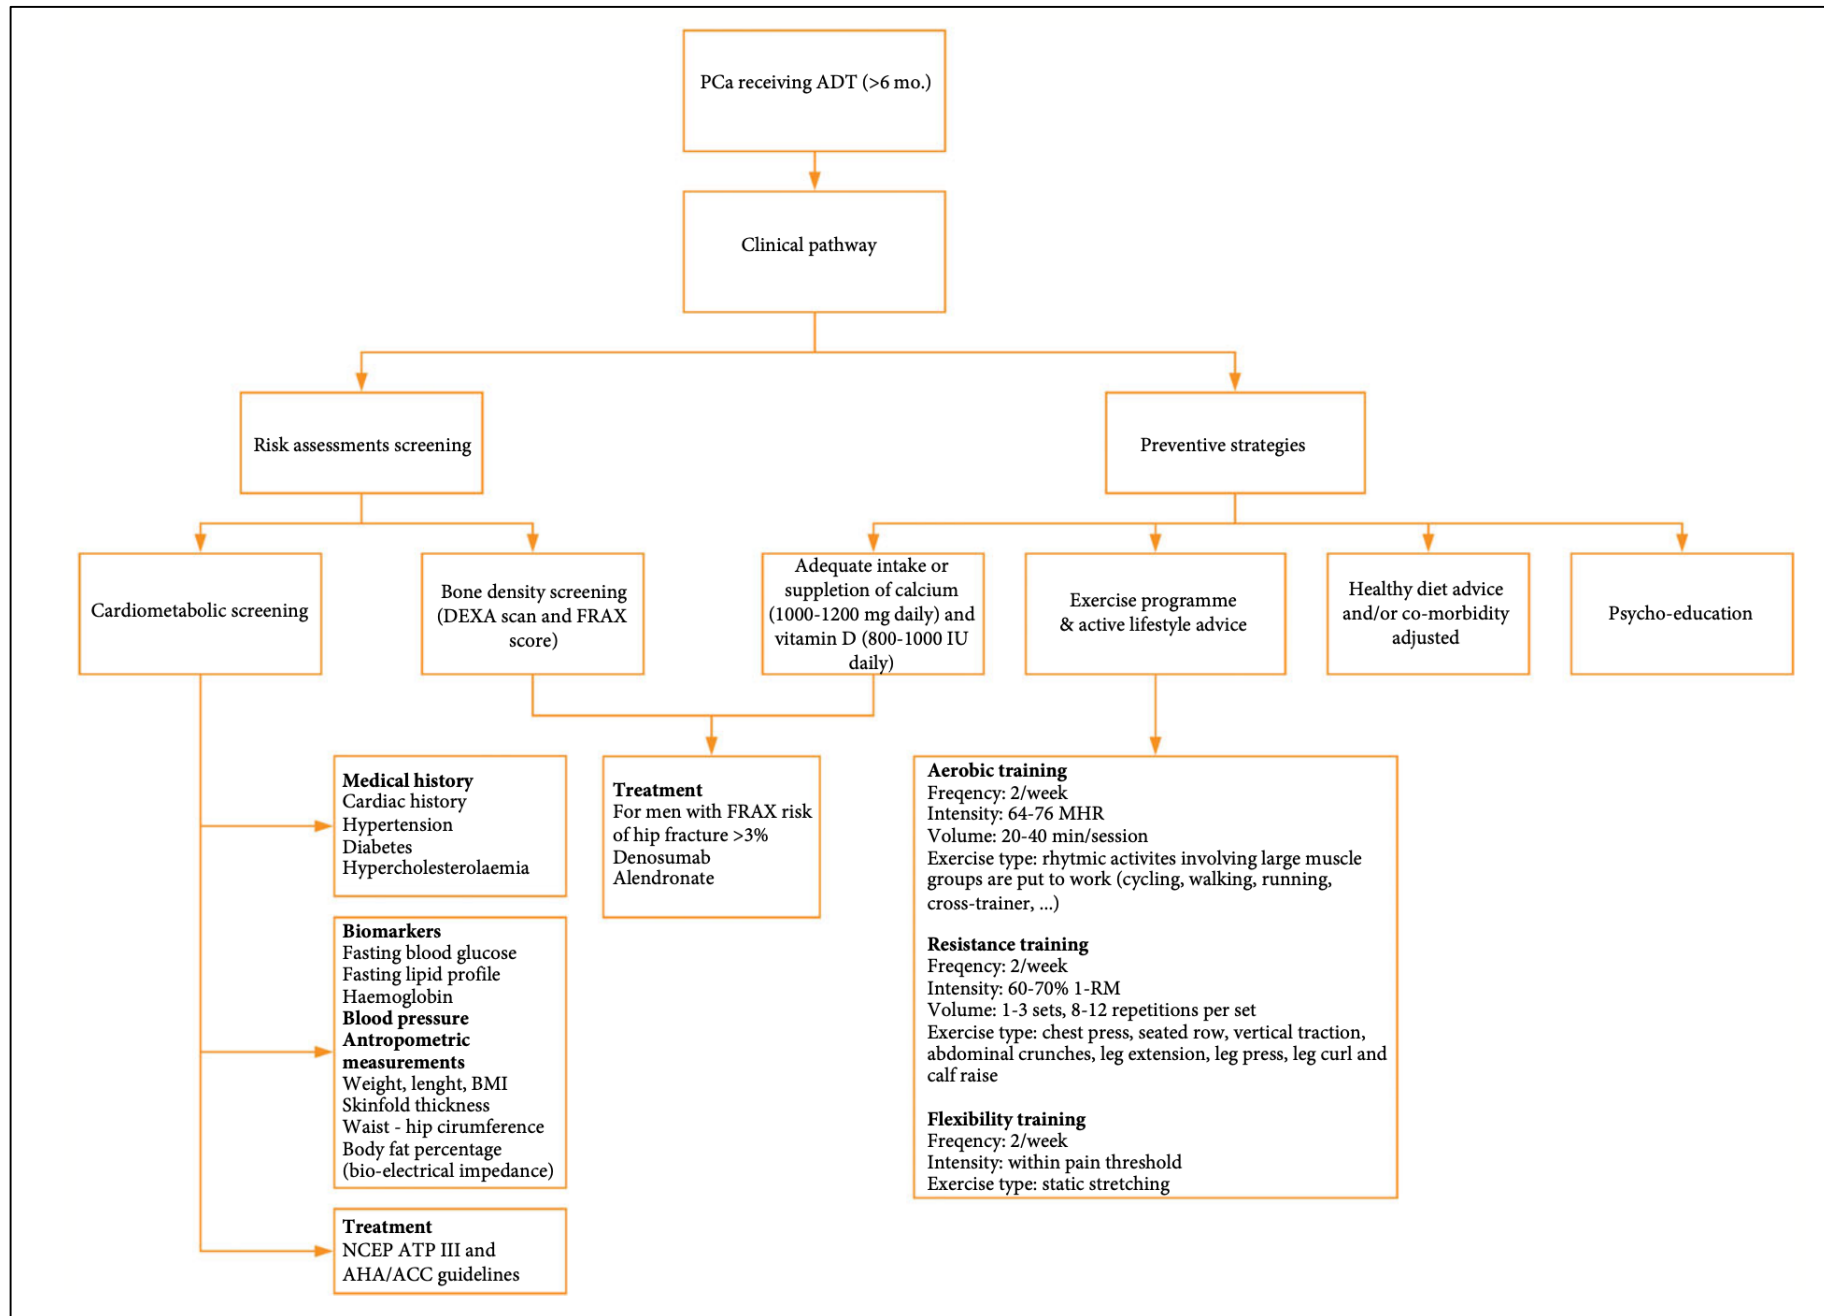 PCa receiving ADT (>6 mo.)
Clinical pathway
Risk assessments screening
Preventive strategies
Cardiometabolic screening
Bone density screening
(DEXA scan and FRAX
score)
Adequate intake or
suppletion of calcium
(1000-1200 mg daily) and
vitamin D (800-1000 IU
daily)
Exercise programme
& active lifestyle advice
Healthy diet advice
and/or co-morbidity
adjusted
Psycho-education
Medical history
Cardiac history
Hypertension
Diabetes
Hypercholesterolaemia
Biomarkers
Fasting blood glucose
Fasting lipid profile
Haemoglobin
Blood pressure
Antropometric
measurements
Weight, lenght, BMI
Skinfold thickness
Waist - hip cirumference
Body fat percentage
(bio-electrical impedance)
Treatment
NCEP ATP III and
AHA/ACC guidelines
Treatment
For men with FRAX risk
of hip fracture >3%
Denosumab
Alendronate
Aerobic training
Freqency: 2/week
Intensity: 64-76 MHR
Volume: 20-40 min/session
Exercise type: rhytmic activites involving large muscle
groups are put to work (cycling, walking, running,
cross-trainer, ...)
Resistance training
Freqency: 2/week
Intensity: 60-70% 1-RM
Volume: 1-3 sets, 8-12 repetitions per set
Exercise type: chest press, seated row, vertical traction,
abdominal crunches, leg extension, leg press, leg curl and
calf raise
Flexibility training
Freqency: 2/week
Intensity: within pain threshold
Exercise type: static stretching